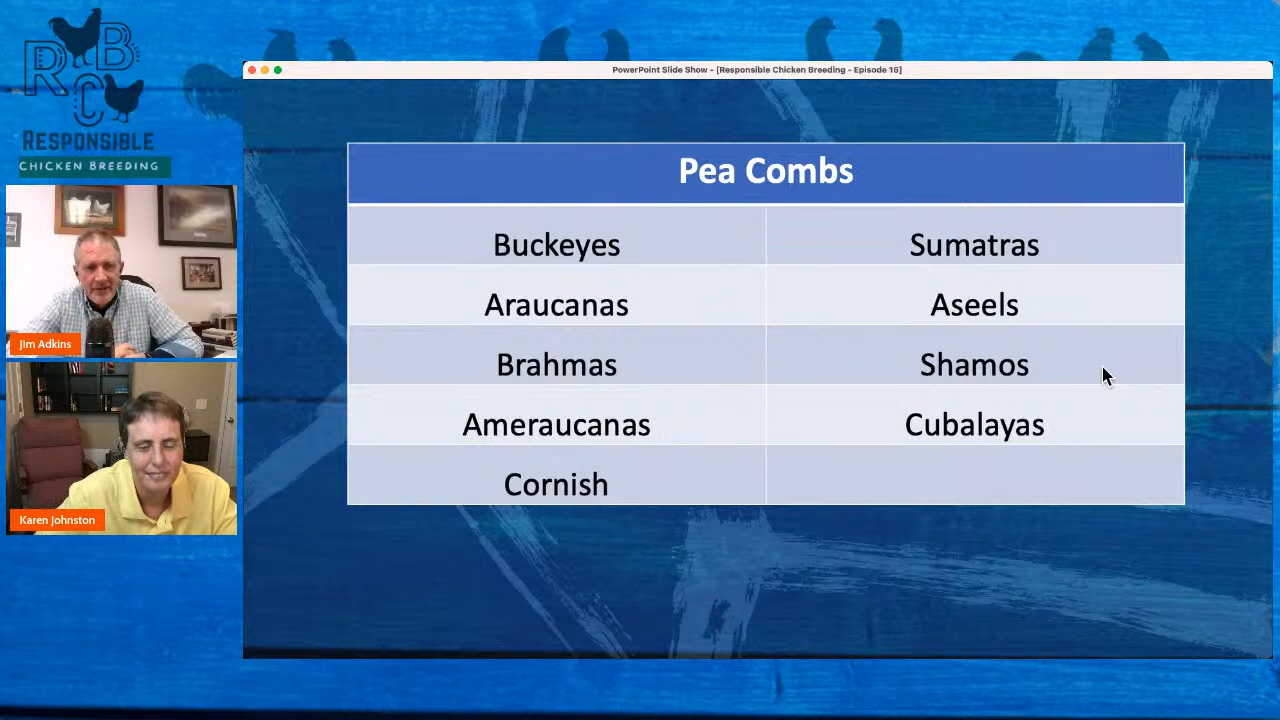 RBC
RESPONSIBLE
CHICKEN BREEDING
PowerPoint Slide Show - [Responsible Chicken Breeding - Episode 16]
Pea Combs
Buckeyes Sumatras
Araucanas Aseels
Brahmas Shamos
Ameraucanas Cubalayas
Cornish
Jim Adkins
Karen Johnston